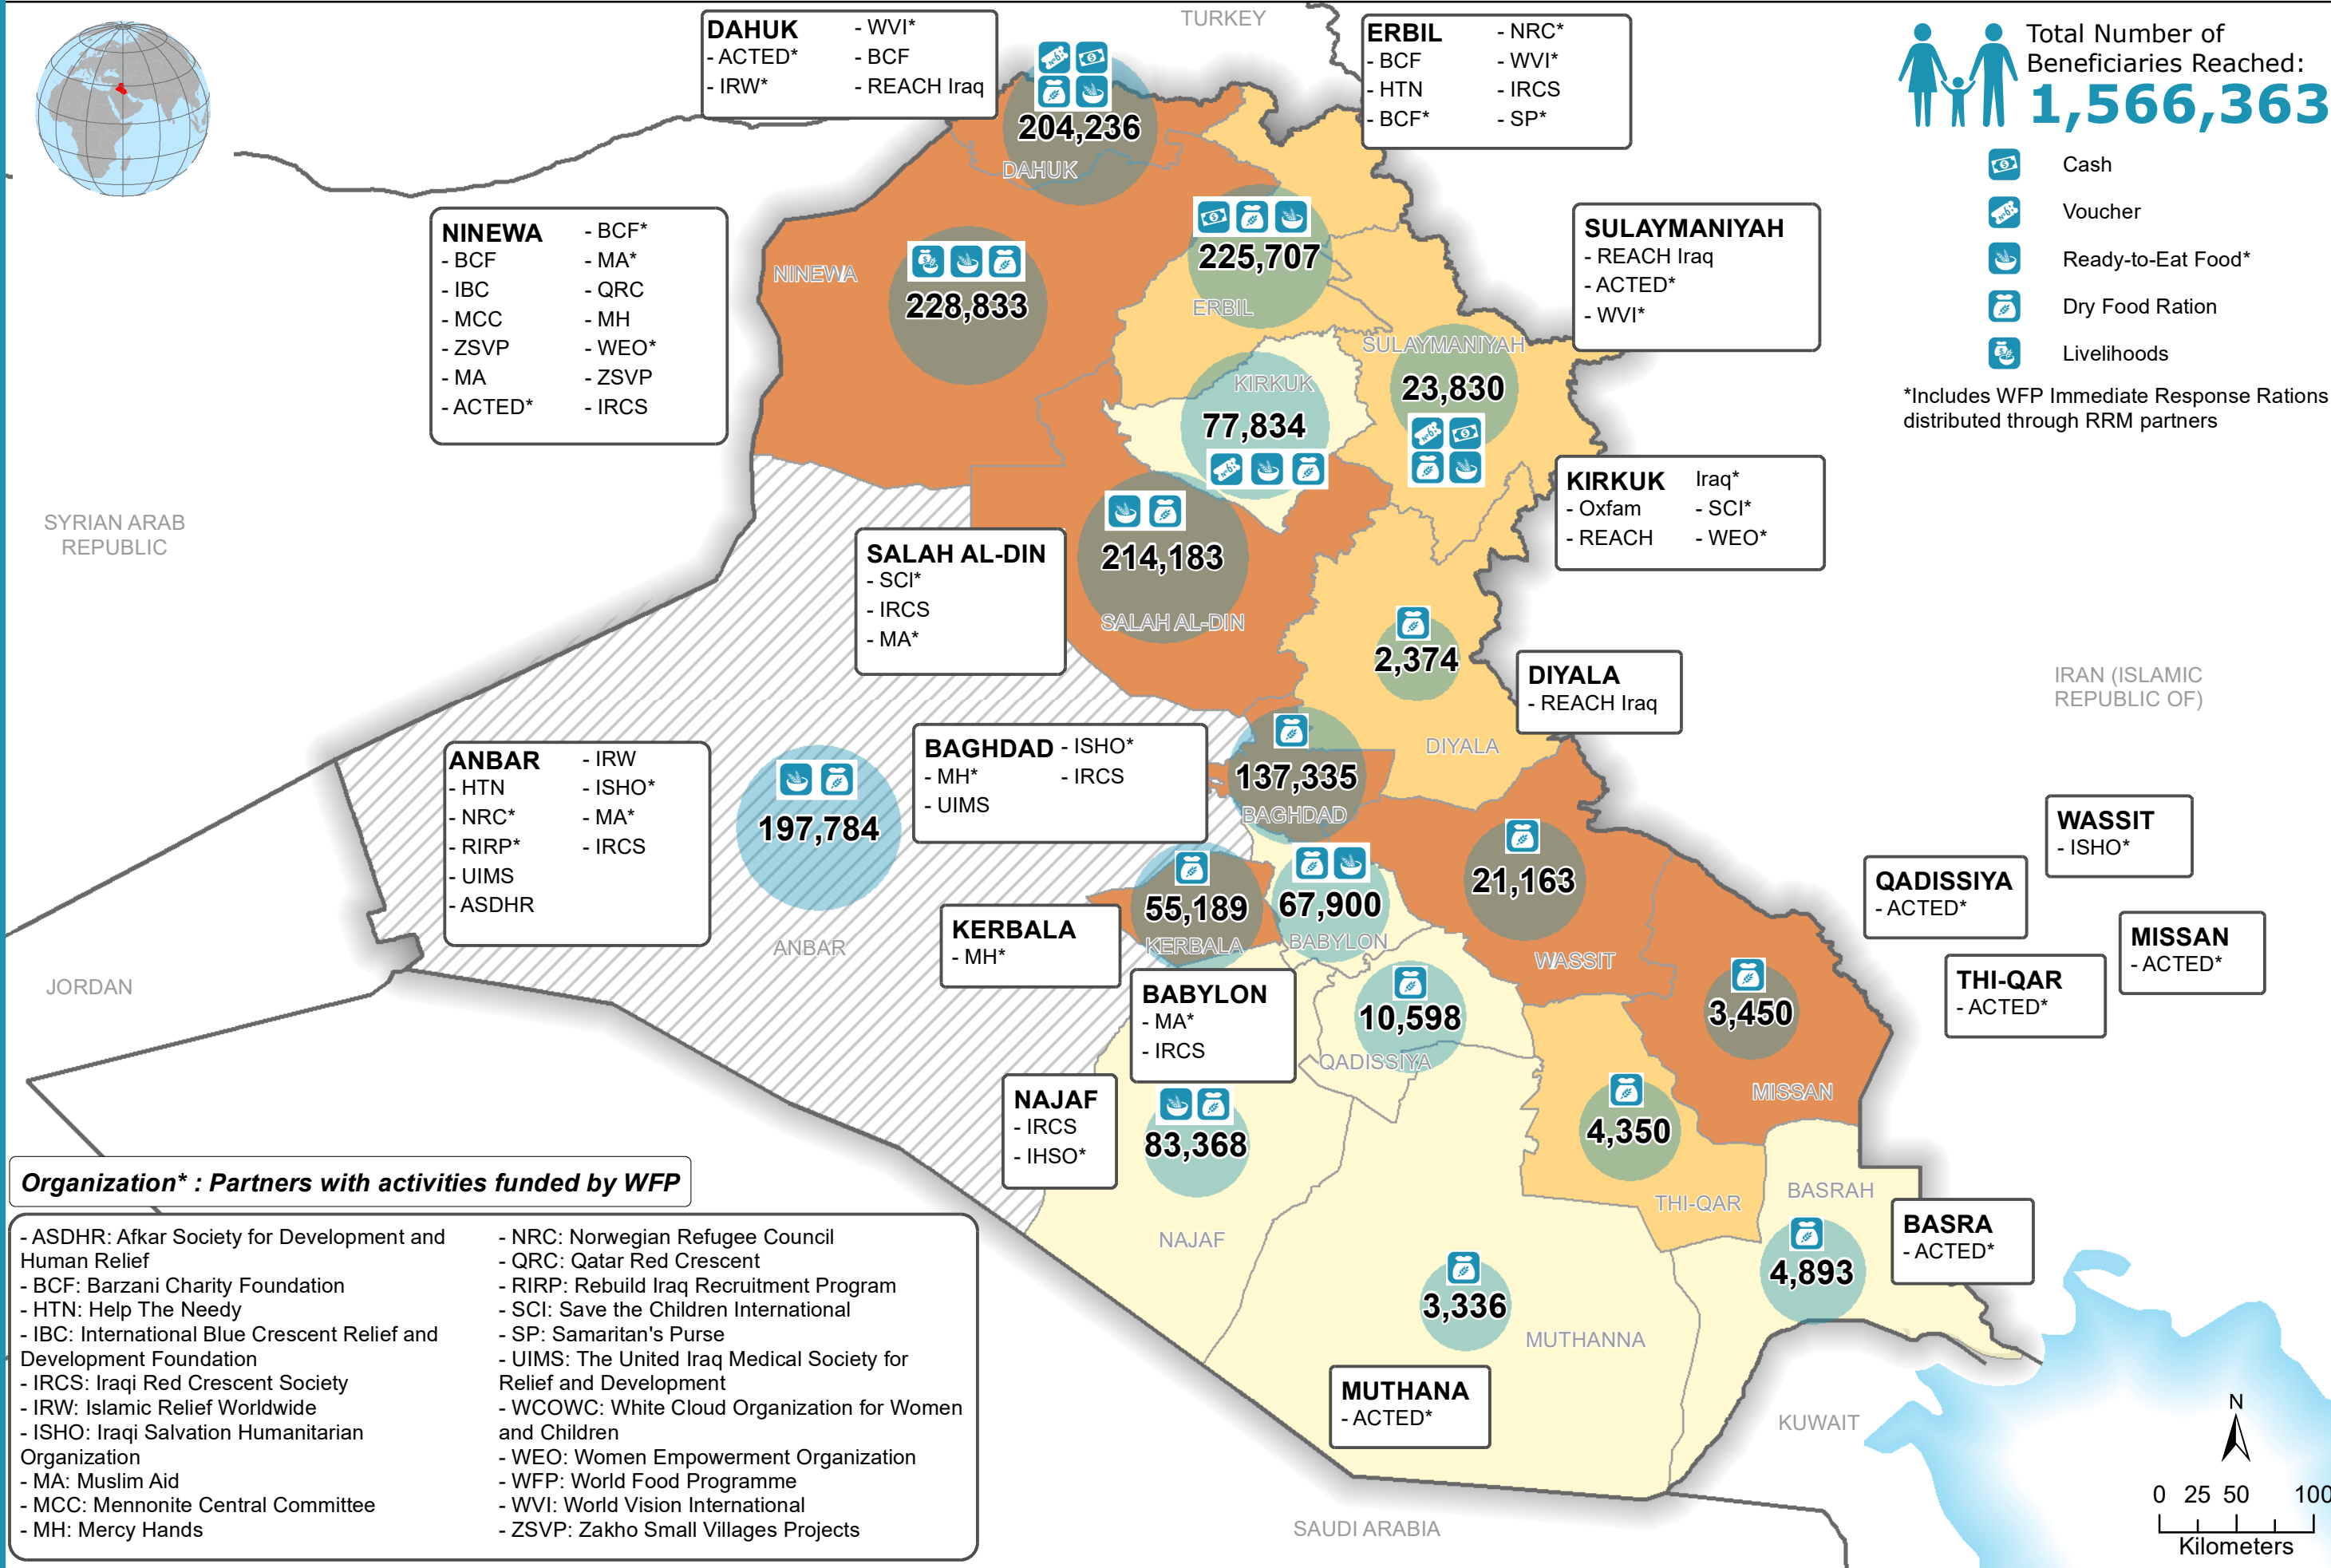 TURKEY
DAHUK
- ACTED*
- IRW*
- WVI*
- BCF
- REACH Iraq
ERBIL
- BCF
- HTN
- BCF*
- NRC*
- WVI*
- IRCS
- SP*
Total Number of
Beneficiaries Reached:
1,566,363
Cash
Voucher
Ready-to-Eat Food*
Dry Food Ration
Livelihoods
*Includes WFP Immediate Response Rations
distributed through RRM partners
204,236
DAHUK
NINEWA
- BCF
- IBC
- MCC
- ZSVP
- MA
- ACTED*
- BCF*
- MA*
- QRC
- MH
- WEO*
- ZSVP
- IRCS
NINEWA
228,833
225,707
ERBIL
SULAYMANIYAH
- REACH Iraq
- ACTED*
- WVI*
SULAYMANIYAH
23,830
KIRKUK
77,834
KIRKUK
- Oxfam
- REACH
Iraq*
- SCI*
- WEO*
SYRIAN ARAB
REPUBLIC
SALAH AL-DIN
- SCI*
- IRCS
- MA*
214,183
SALAH AL-DIN
2,374
DIYALA
- REACH Iraq
DIYALA
IRAN (ISLAMIC
REPUBLIC OF)
ANBAR
- HTN
- NRC*
- RIRP*
- UIMS
- ASDHR
- IRW
- ISHO*
- MA*
- IRCS
197,784
ANBAR
BAGHDAD
- MH*
- UIMS
- ISHO*
- IRCS
137,335
BAGHDAD
WASSIT
- ISHO*
QADISSIYA
- ACTED*
MISSAN
- ACTED*
THI-QAR
- ACTED*
21,163
WASSIT
55,189
KERBALA
67,900
BABYLON
KERBALA
- MH*
JORDAN
BABYLON
- MA*
- IRCS
10,598
QADISSIYA
3,450
MISSAN
NAJAF
- IRCS
- IHSO*
83,368
NAJAF
4,350
THI-QAR
BASRAH
4,893
BASRA
- ACTED*
3,336
MUTHANNA
MUTHANA
- ACTED*
KUWAIT
SAUDI ARABIA
Organization* : Partners with activities funded by WFP
- ASDHR: Afkar Society for Development and
Human Relief
- BCF: Barzani Charity Foundation
- HTN: Help The Needy
- IBC: International Blue Crescent Relief and
Development Foundation
- IRCS: Iraqi Red Crescent Society
- IRW: Islamic Relief Worldwide
- ISHO: Iraqi Salvation Humanitarian
Organization
- MA: Muslim Aid
- MCC: Mennonite Central Committee
- MH: Mercy Hands
- NRC: Norwegian Refugee Council
- QRC: Qatar Red Crescent
- RIRP: Rebuild Iraq Recruitment Program
- SCI: Save the Children International
- SP: Samaritan's Purse
- UIMS: The United Iraq Medical Society for
Relief and Development
- WCOWC: White Cloud Organization for Women
and Children
- WEO: Women Empowerment Organization
- WFP: World Food Programme
- WVI: World Vision International
- ZSVP: Zakho Small Villages Projects
N
0 25 50 100
Kilometers